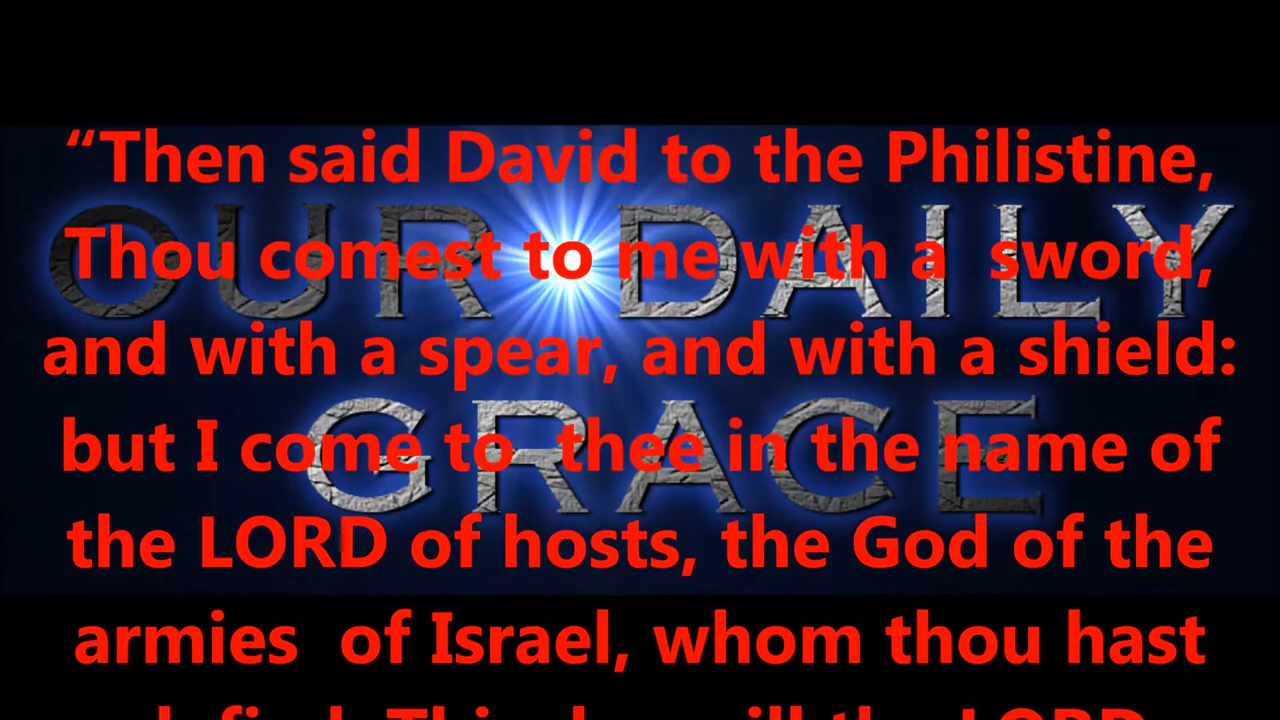 “Then said David to the Philistine,
OUR DAILY
Thou comest to me with a sword,
and with a spear, and with a shield:
GRACE
but I come to thee in the name of
the LORD of hosts, the God of the
armies of Israel, whom thou hast